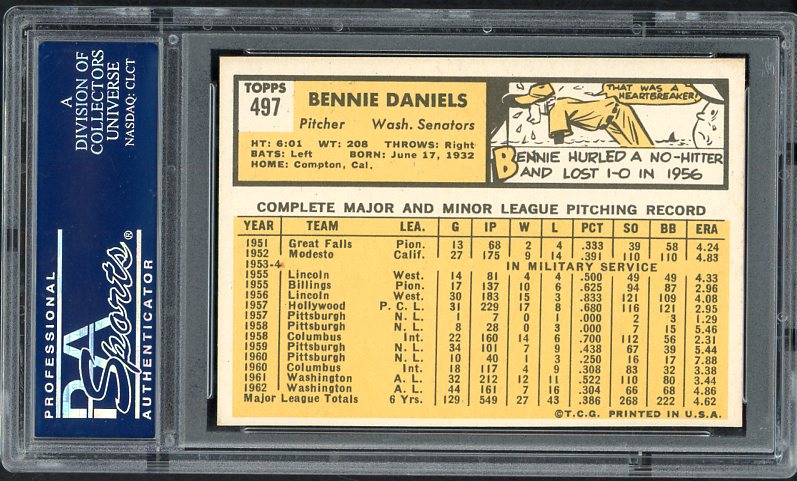 A
DIVISION OF
COLLECTORS
UNIVERSE
NASDAQ: CLCT
PROFESSIONAL
PSA
Sports
AUTHENTICATOR
TOPPS
497
BENNIE DANIELS
Pitcher Wash. Senators
HT: 6:01 WT: 208 THROWS: Right
BATS: Left BORN: June 17, 1932
HOME: Compton, Cal.
THAT WAS A
HEARTBREAKER!
BENNIE HURLED A NO-HITTER
AND LOST 1-0 IN 1956
COMPLETE MAJOR AND MINOR LEAGUE PITCHING RECORD
YEAR TEAM LEA. G IP W L PCT SO BB ERA
1951 Great Falls Pion. 13 68 2 4 .333 39 58 4.24
1952 Modesto Calif. 27 175 9 14 .391 110 110 4.83
1953-4 IN MILITARY SERVICE
1955 Lincoln West. 14 81 4 4 .500 49 49 4.33
1955 Billings Pion. 17 137 10 6 .625 94 87 2.96
1956 Lincoln West. 30 183 15 3 .833 121 109 4.08
1957 Hollywood P. C. L. 31 229 17 8 .680 116 121 2.95
1957 Pittsburgh N. L. 1 7 0 1 .000 2 3 1.29
1958 Pittsburgh N. L. 8 28 0 3 .000 7 15 5.46
1958 Columbus Int. 22 160 14 6 .700 112 56 2.31
1959 Pittsburgh N. L. 34 101 7 9 .438 67 39 5.44
1960 Pittsburgh N. L. 10 40 1 3 .250 16 17 7.88
1960 Columbus Int. 18 117 4 9 .308 83 32 3.38
1961 Washington A. L. 32 212 12 11 .522 110 80 3.44
1962 Washington A. L. 44 161 7 16 .304 66 68 4.86
Major League Totals 6 Yrs. 129 549 27 43 .386 268 222 4.62
©T.C.G. PRINTED IN U.S.A.